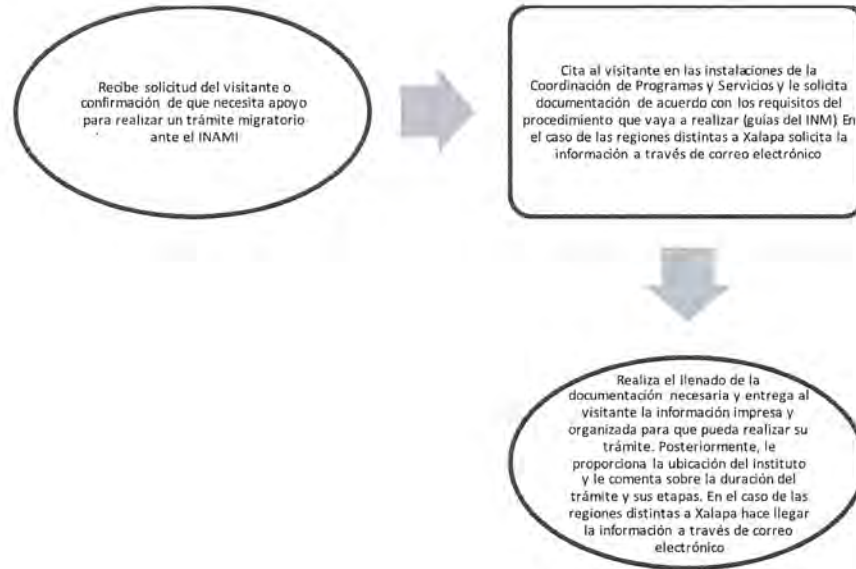 Recibe solicitud del visitante o
confirmación de que necesita apoyo
para realizar un trámite migratorio
ante el INAMI
Cita al visitante en las instalaciones de la
Coordinación de Programas y Servicios y le solicita
documentación de acuerdo con los requisitos del
procedimiento que vaya a realizar (guías del INM) En
el caso de las regiones distintas a Xalapa solicita la
información a través de correo electrónico
Realiza el llenado de la
documentación necesaria y entrega al
visitante la información impresa y
organizada para que pueda realizar su
trámite. Posteriormente, le
proporciona la ubicación del instituto
y le comenta sobre la duración del
trámite y sus etapas. En el caso de las
regiones distintas a Xalapa hace llegar
la información a través de correo
electrónico